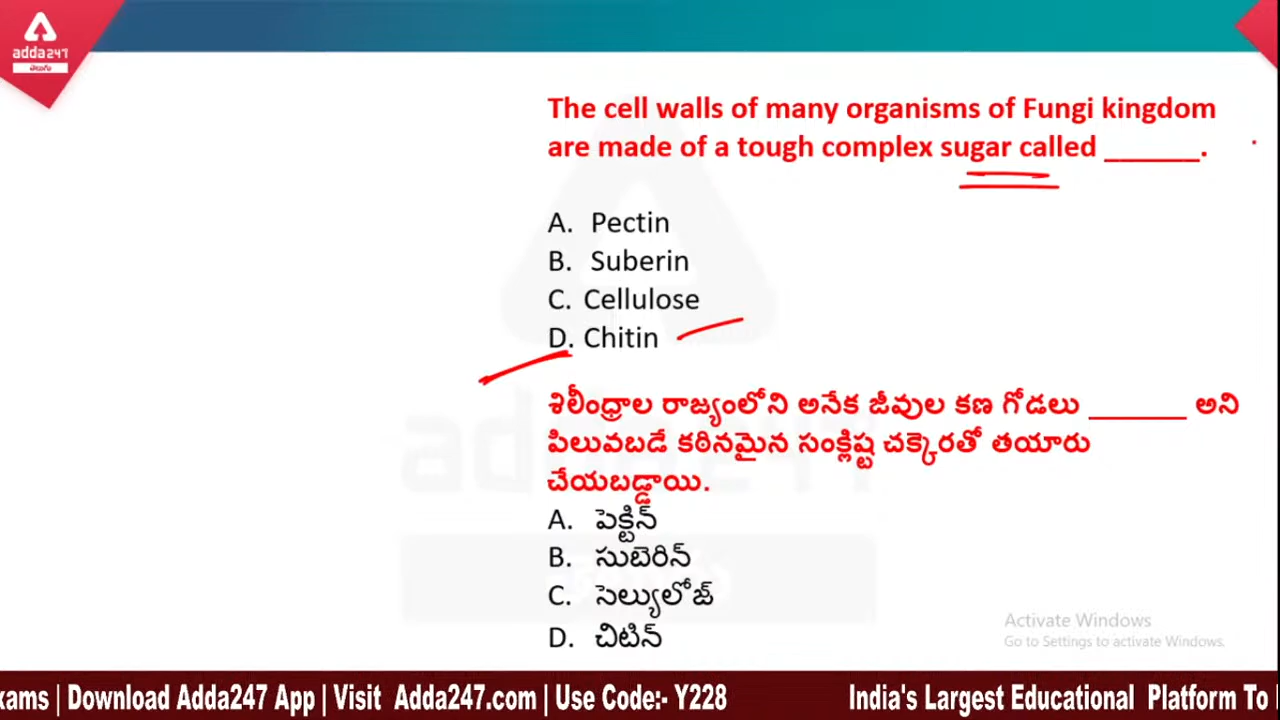 adda247
తెలుగు
The cell walls of many organisms of Fungi kingdom
are made of a tough complex sugar called ______.
A. Pectin
B. Suberin
C. Cellulose
D. Chitin
శిలీంధ్రాల రాజ్యంలోని అనేక జీవుల కణ గోడలు ______ అని
పిలువబడే కఠినమైన సంక్లిష్ట చక్కెరతో తయారు
చేయబడ్డాయి.
A. పెక్టిన్
B. సుబెరిన్
C. సెల్యులోజ్
D. చిటిన్
Activate Windows
Go to Settings to activate Windows.
xams | Download Adda247 App | Visit Adda247.com | Use Code:- Y228 India's Largest Educational Platform To